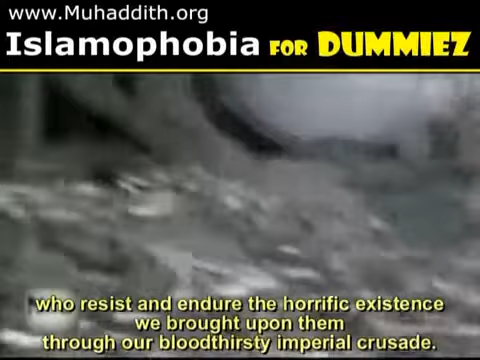 www.Muhaddith.org
Islamophobia FOR DUMMIEZ
who resist and endure the horrific existence
we brought upon them
through our bloodthirsty imperial crusade.